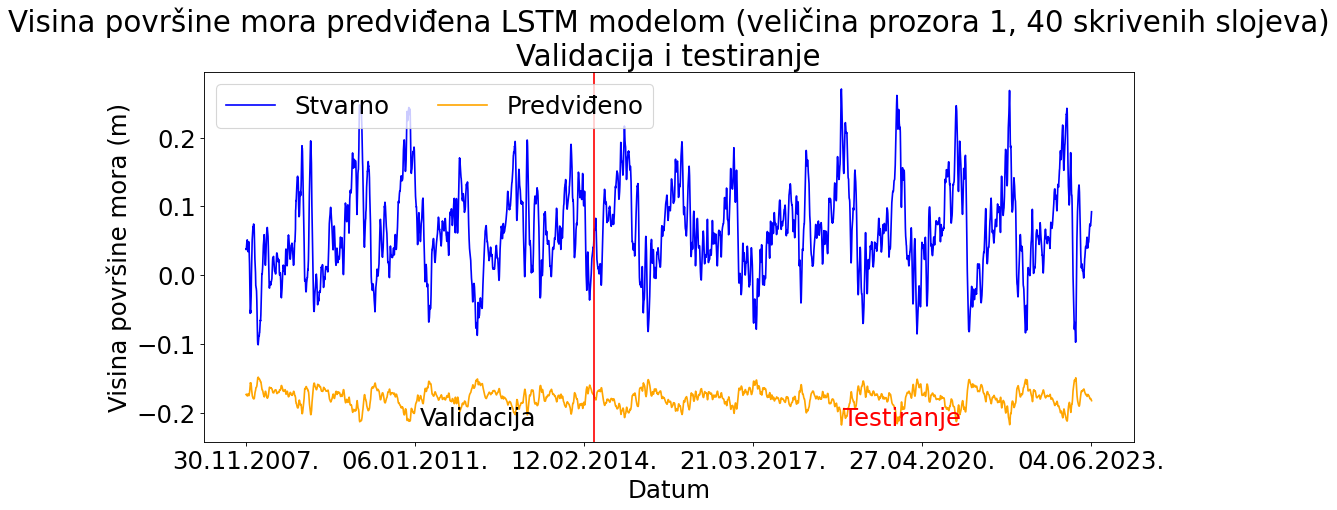 Visina površine mora predviđena LSTM modelom (veličina prozora 1, 40 skrivenih slojeva)
Validacija i testiranje
Stvarno
Predviđeno
Visina površine mora (m)
0.2
0.1
0.0
−0.1
−0.2
Validacija
Testiranje
30.11.2007.
06.01.2011.
12.02.2014.
21.03.2017.
27.04.2020.
04.06.2023.
Datum